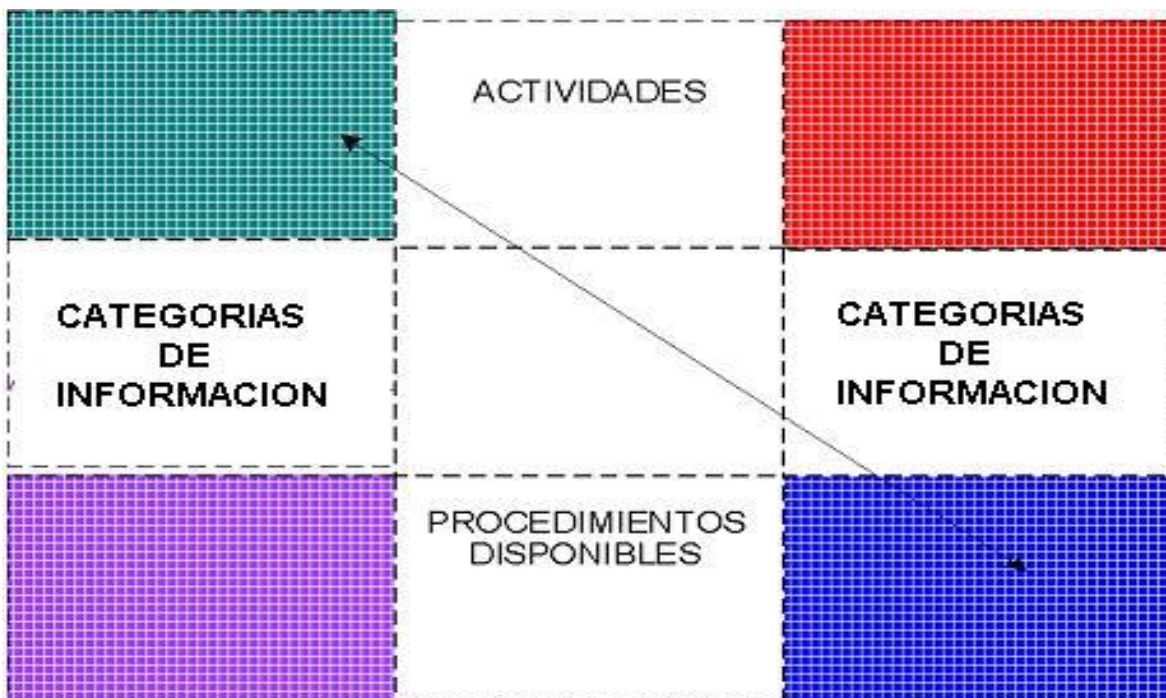 ACTIVIDADES
CATEGORIAS
DE
INFORMACION
CATEGORIAS
DE
INFORMACION
PROCEDIMIENTOS
DISPONIBLES